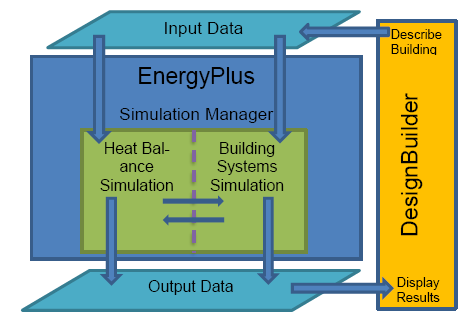 Input Data
Describe
Building
EnergyPlus
Simulation Manager
Heat Bal-
ance
Simulation
Building
Systems
Simulation
DesignBuilder
Output Data
Display
Results